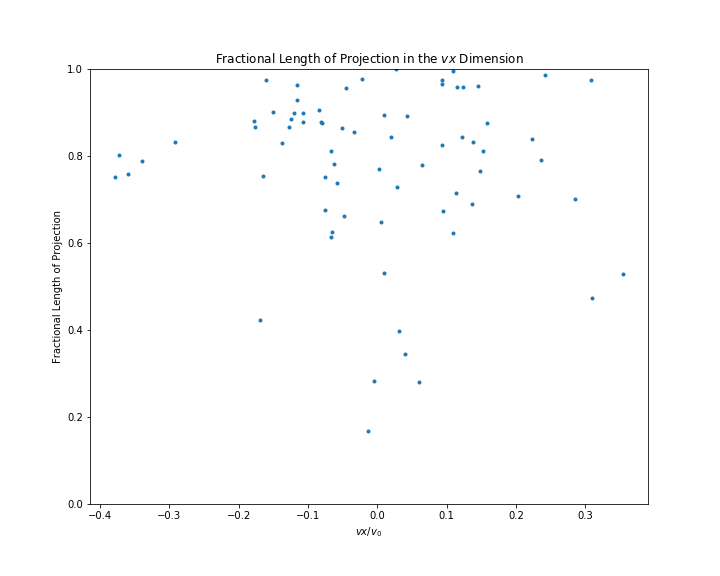 Fractional Length of Projection in the vx Dimension
1.0
0.8
0.6
0.4
0.2
0.0
Fractional Length of Projection
−0.4 −0.3 −0.2 −0.1 0.0 0.1 0.2 0.3
vx/v₀